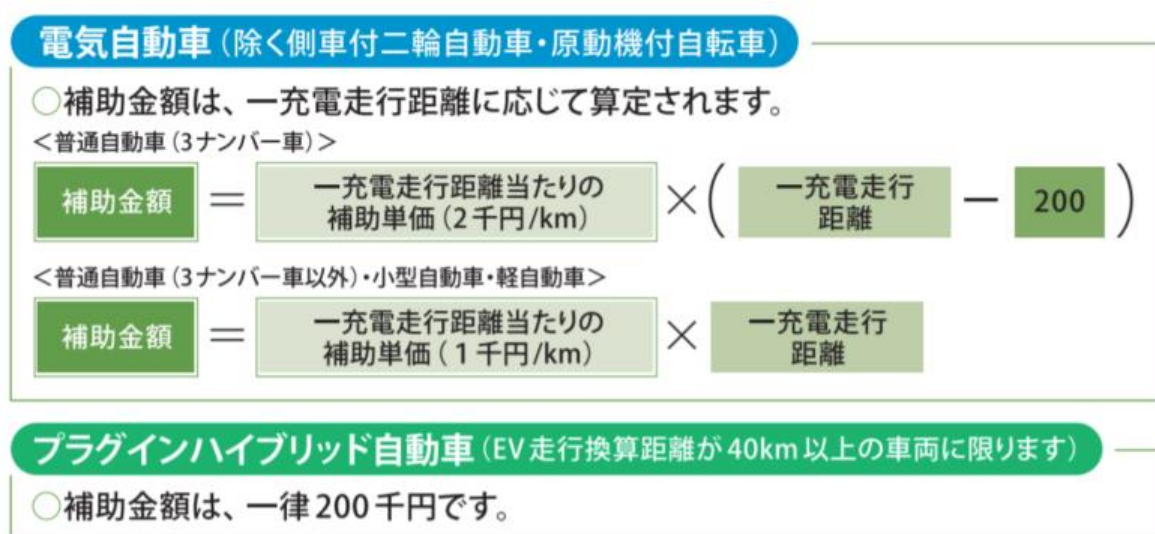 電気自動車（除く側車付二輪自動車・原動機付自転車）
○補助金額は、一充電走行距離に応じて算定されます。
＜普通自動車（3ナンバー車）＞
補助金額 ＝ 一充電走行距離当たりの補助単価（2千円/km） ×（ 一充電走行距離 － 200 ）
＜普通自動車（3ナンバー車以外）・小型自動車・軽自動車＞
補助金額 ＝ 一充電走行距離当たりの補助単価（1千円/km） × 一充電走行距離
プラグインハイブリッド自動車（EV走行換算距離が40km以上の車両に限ります）
○補助金額は、一律200千円です。